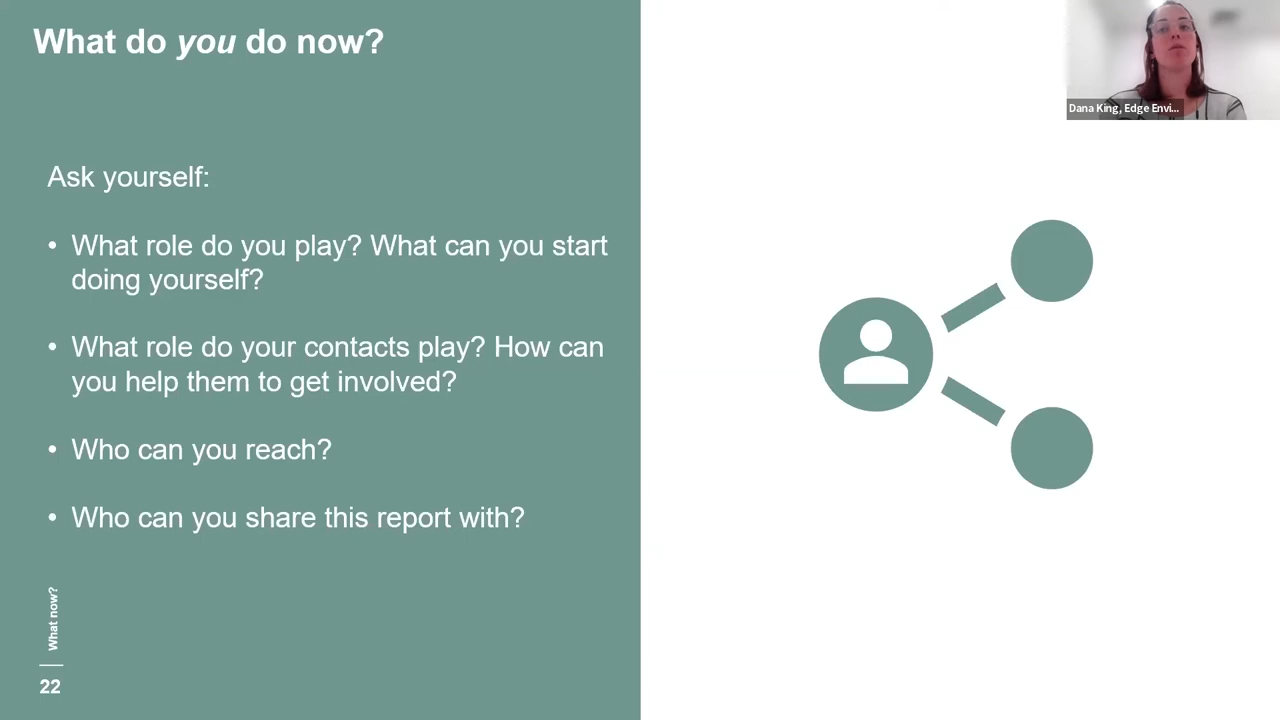 What do you do now?
Dana King, Edge Envi...
Ask yourself:
• What role do you play? What can you start
doing yourself?
• What role do your contacts play? How can
you help them to get involved?
• Who can you reach?
• Who can you share this report with?
What now?
22